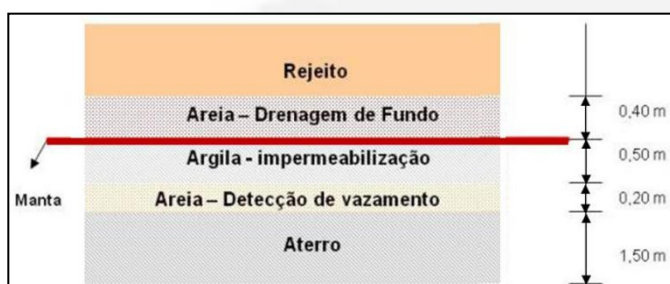 Rejeito
Areia – Drenagem de Fundo
0,40 m
Argila - impermeabilização
0,50 m
Manta
Areia – Detecção de vazamento
0,20 m
Aterro
1,50 m